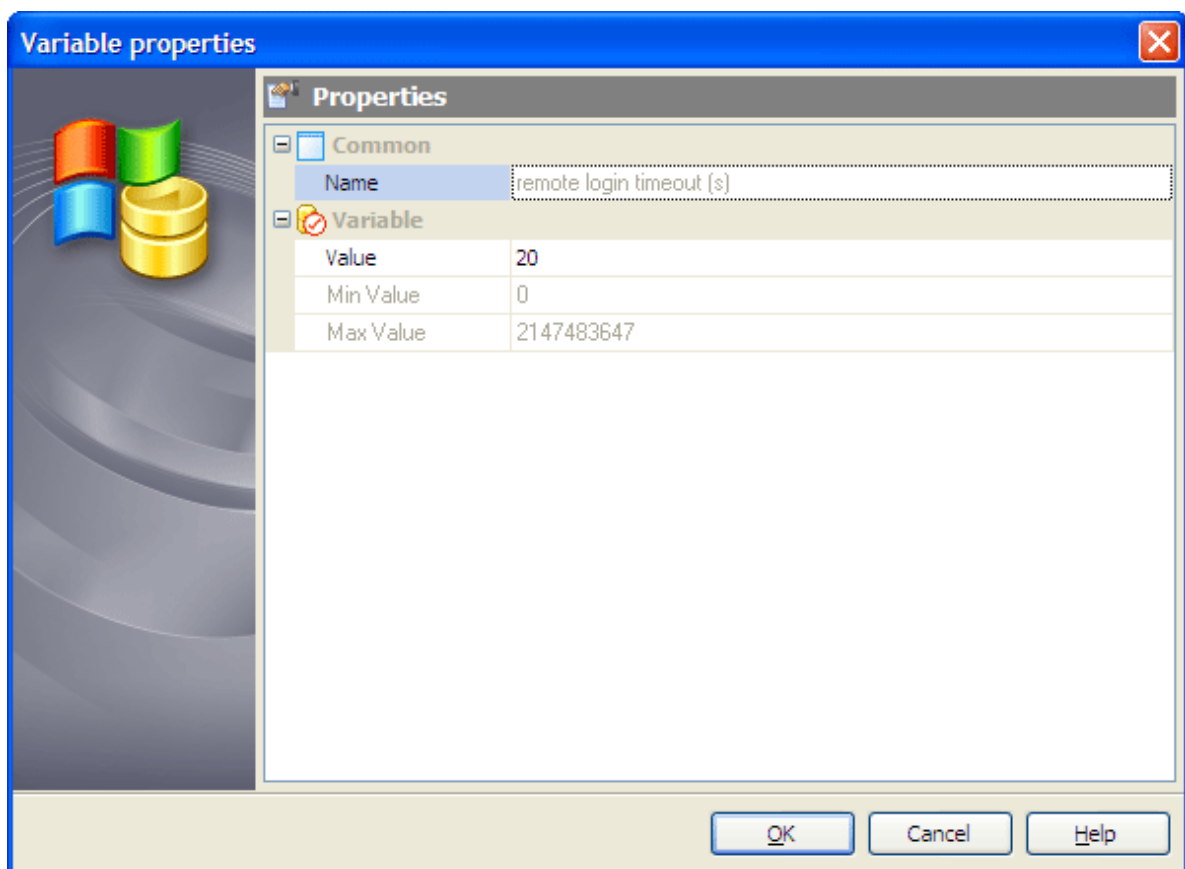 Variable properties
Properties
Common
Name remote login timeout (s)
Variable
Value 20
Min Value 0
Max Value 2147483647
OK Cancel Help